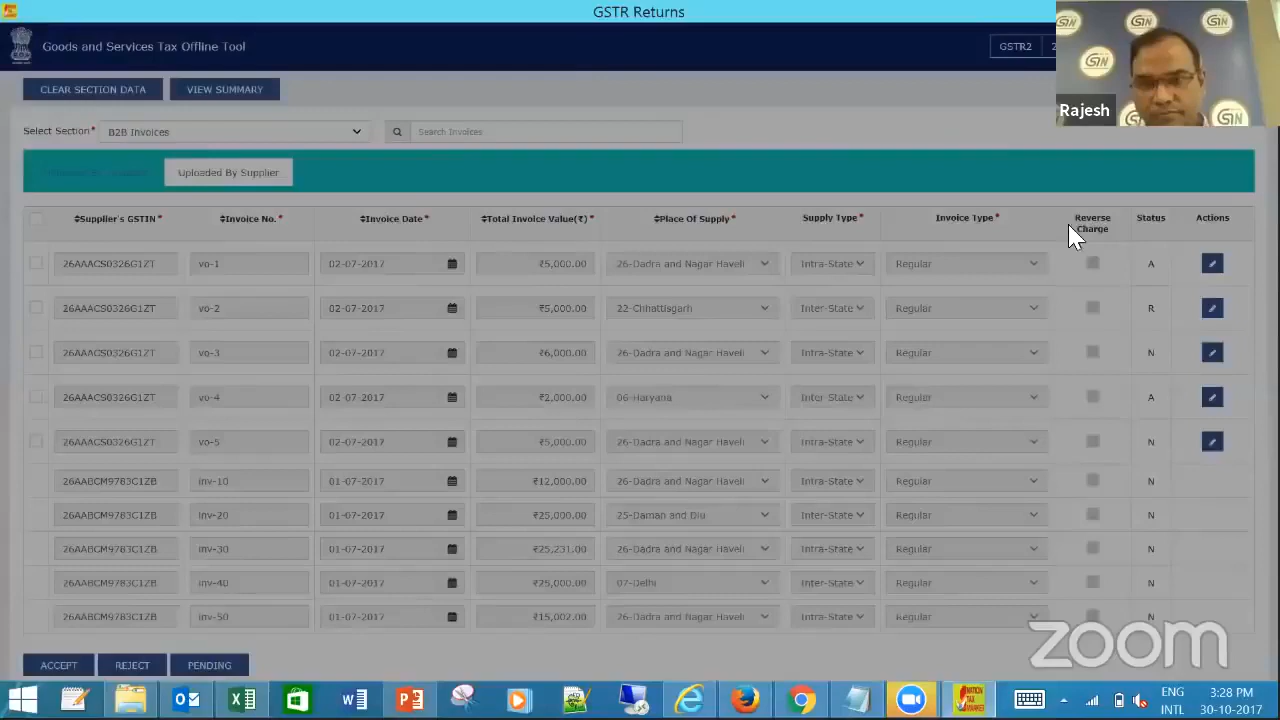 GSTR Returns
Goods and Services Tax Offline Tool
GSTR2
CLEAR SECTION DATA VIEW SUMMARY
Rajesh
Select Section* B2B Invoices Search Invoices
Uploaded By Supplier
Supplier's GSTIN* Invoice No.* Invoice Date* Total Invoice Value(₹)* Place Of Supply* Supply Type* Invoice Type* Reverse Charge Status Actions
26AAACS0326G1ZT vo-1 02-07-2017 ₹5,000.00 26-Dadra and Nagar Haveli Intra-State Regular A
26AAACS0326G1ZT vo-2 02-07-2017 ₹5,000.00 22-Chhattisgarh Inter-State Regular R
26AAACS0326G1ZT vo-3 02-07-2017 ₹6,000.00 26-Dadra and Nagar Haveli Intra-State Regular N
26AAACS0326G1ZT vo-4 02-07-2017 ₹2,000.00 06-Haryana Inter-State Regular A
26AAACS0326G1ZT vo-5 02-07-2017 ₹5,000.00 26-Dadra and Nagar Haveli Intra-State Regular N
26AABCM9783C1ZB inv-10 01-07-2017 ₹12,000.00 26-Dadra and Nagar Haveli Intra-State Regular N
26AABCM9783C1ZB inv-20 01-07-2017 ₹25,000.00 25-Daman and Diu Inter-State Regular N
26AABCM9783C1ZB inv-30 01-07-2017 ₹25,231.00 26-Dadra and Nagar Haveli Intra-State Regular N
26AABCM9783C1ZB inv-40 01-07-2017 ₹25,000.00 07-Delhi Inter-State Regular N
26AABCM9783C1ZB inv-50 01-07-2017 ₹15,002.00 26-Dadra and Nagar Haveli Intra-State Regular N
zoom
ACCEPT REJECT PENDING
ENG 3:28 PM
INTL 30-10-2017